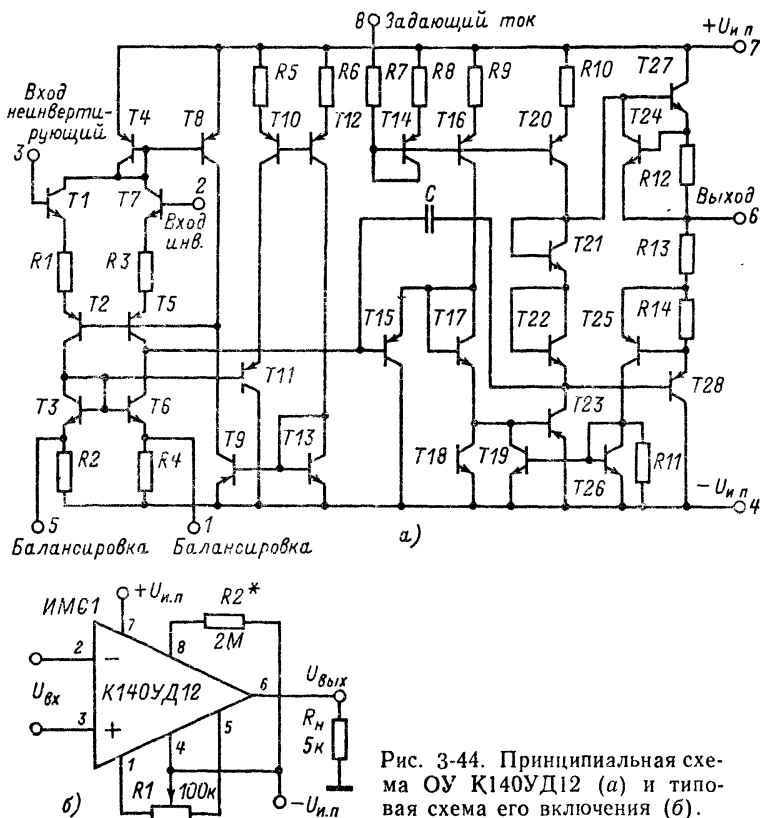 8 Задающий ток
+Uи.п
7
R5
R6
R7
R8
R9
R10
T27
Вход
неинверти-
рующий
T4
T8
T10
T12
T14
T16
T20
T24
3
T1
T7
2
R12
Вход
инв.
C
Выход
6
R1
R3
T21
R13
T2
T5
T15
T17
T22
T25
R14
T11
T28
T3
T6
T9
T13
T23
R2
R4
T18
T19
T26
R11
−Uи.п
5
1
4
Балансировка
Балансировка
а)
ИМС1
+Uи.п
R2*
7
8
2М
2
−
К140УД12
6
Uвых
Uвх
3
+
5
Rн
5к
1
4
R1
100к
−Uи.п
б)
Рис. 3-44. Принципиальная схе-
ма ОУ К140УД12 (а) и типо-
вая схема его включения (б).